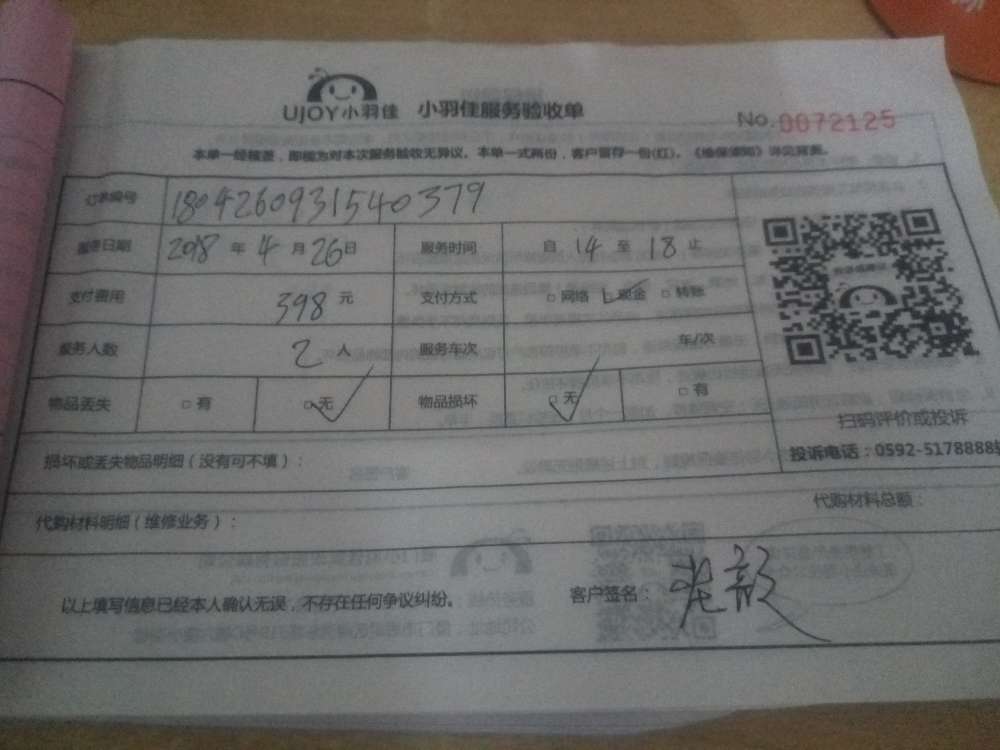 UJOY小羽佳 小羽佳服务验收单
No. 0072125
本单一经核签，即视为对本次服务验收无异议。本单一式两份，客户留存一份(红)。《维保须知》详见背面。
订单编号 1804260931540379
服务日期 2018 年 4 月 26 日 服务时间 自 14 至 18 止
支付费用 398 元 支付方式 □ 网络 □ 现金 □ 转账
服务人数 2 人 服务车次 车/次
物品丢失 □ 有 □ 无 物品损坏 □ 无 □ 有
扫码评价或投诉
投诉电话：0592-5178888
损坏或丢失物品明细（没有可不填）：
代购材料明细（维修业务）： 代购材料总额：
以上填写信息已经本人确认无误，不存在任何争议纠纷。 客户签名：